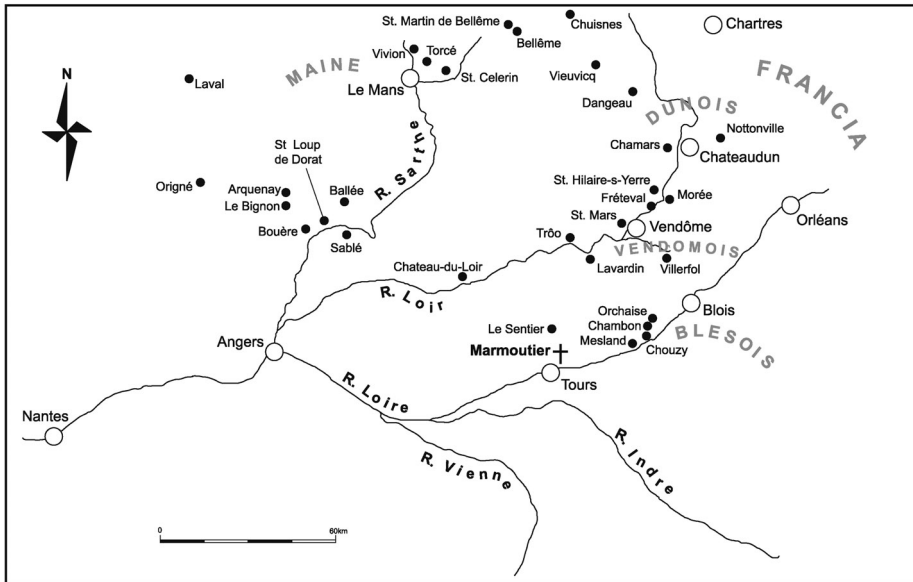 St. Martin de Bellême
Chuisnes
Chartres
Bellême
Vivion
Torcé
St. Celerin
MAINE
Le Mans
Laval
Vieuvicq
Dangeau
FRANCIA
DUNOIS
N
Nottonville
Chamars
Chateaudun
St Loup
de Dorat
R. Sarthe
Origné
Arquenay
Ballée
Le Bignon
St. Hilaire-s-Yerre
Morée
Fréteval
Orléans
St. Mars
Vendôme
Bouère
Sablé
Trôo
VENDOMOIS
Lavardin
Villerfol
Chateau-du-Loir
R. Loir
Blois
Orchaise
Le Sentier
Chambon
BLESOIS
Mesland
Chouzy
Angers
Marmoutier
Tours
R. Loire
Nantes
R. Vienne
R. Indre
0
60km